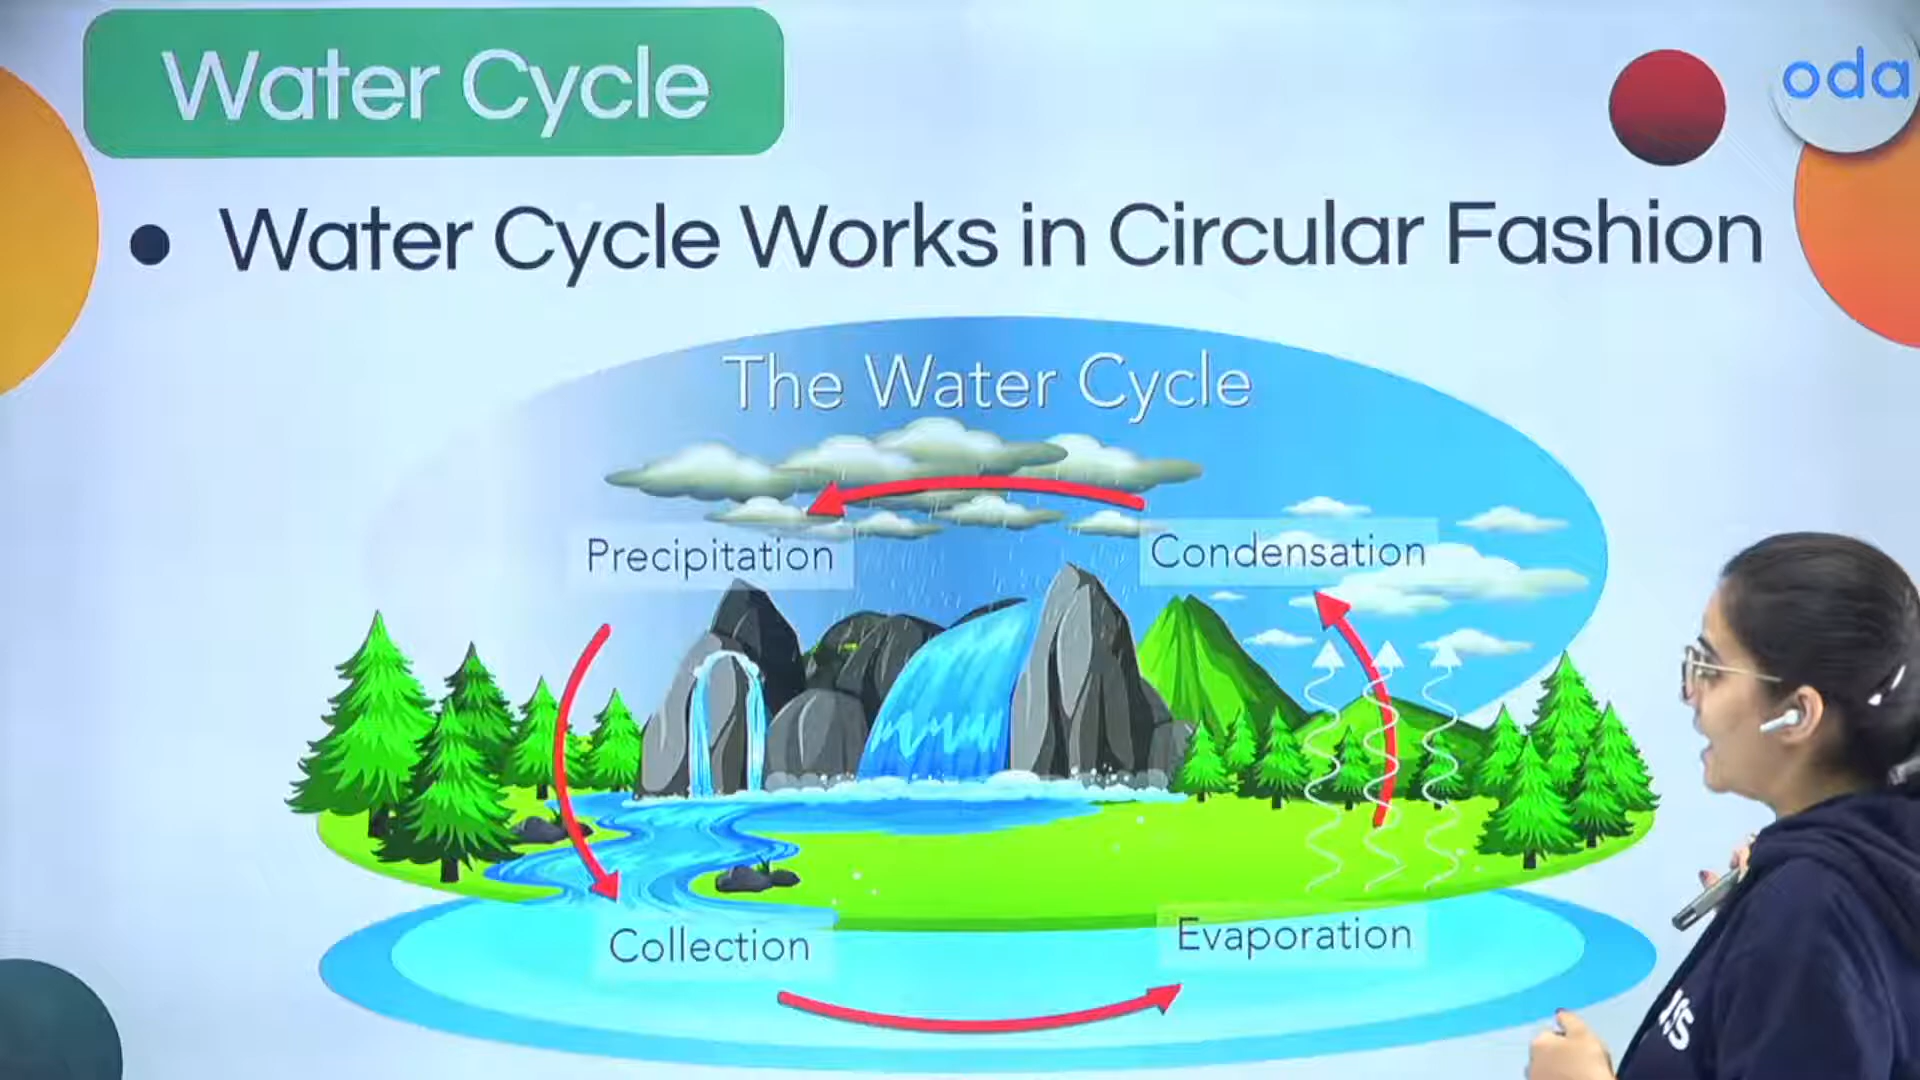 Water Cycle
oda
• Water Cycle Works in Circular Fashion
The Water Cycle
Precipitation
Condensation
Collection
Evaporation